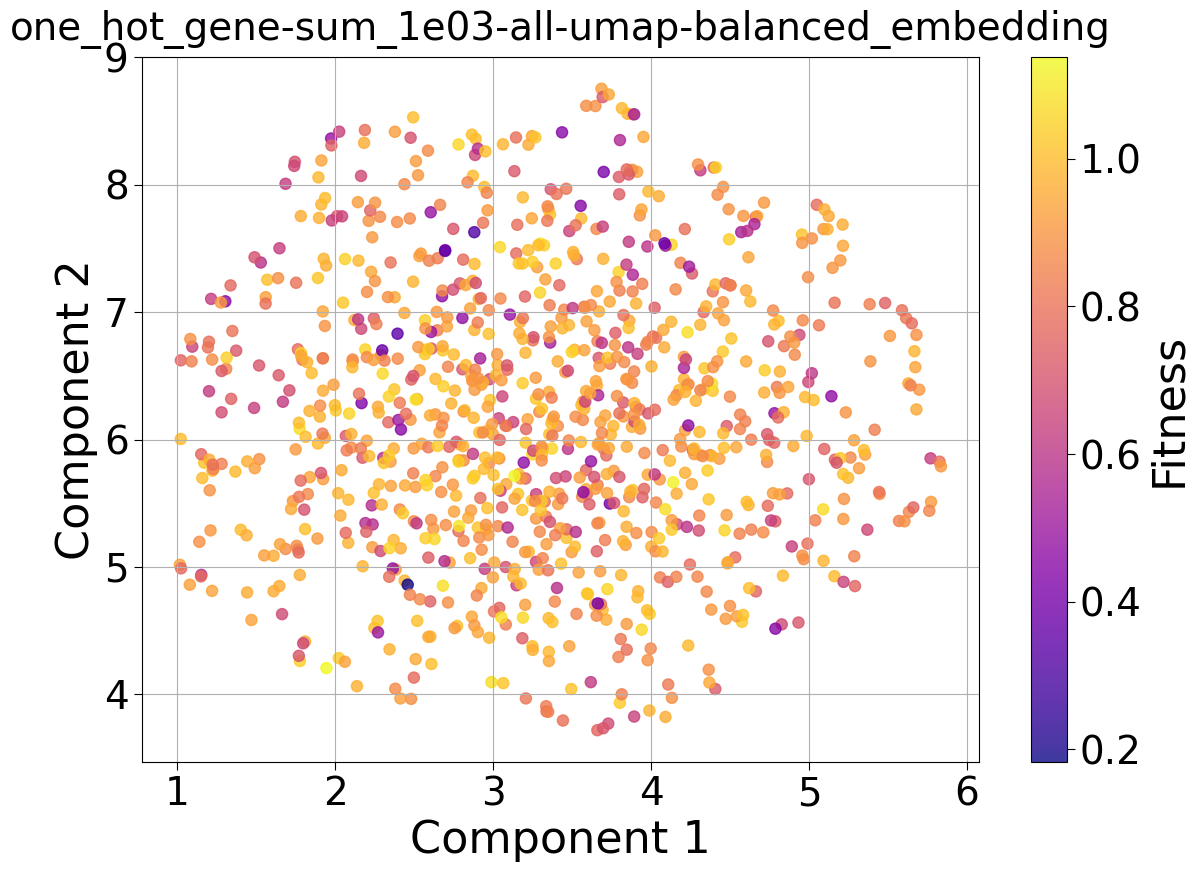 one_hot_gene-sum_1e03-all-umap-balanced_embedding
9
8
7
6
5
4
1 2 3 4 5 6
Component 1
Component 2
1.0
0.8
0.6
0.4
0.2
Fitness